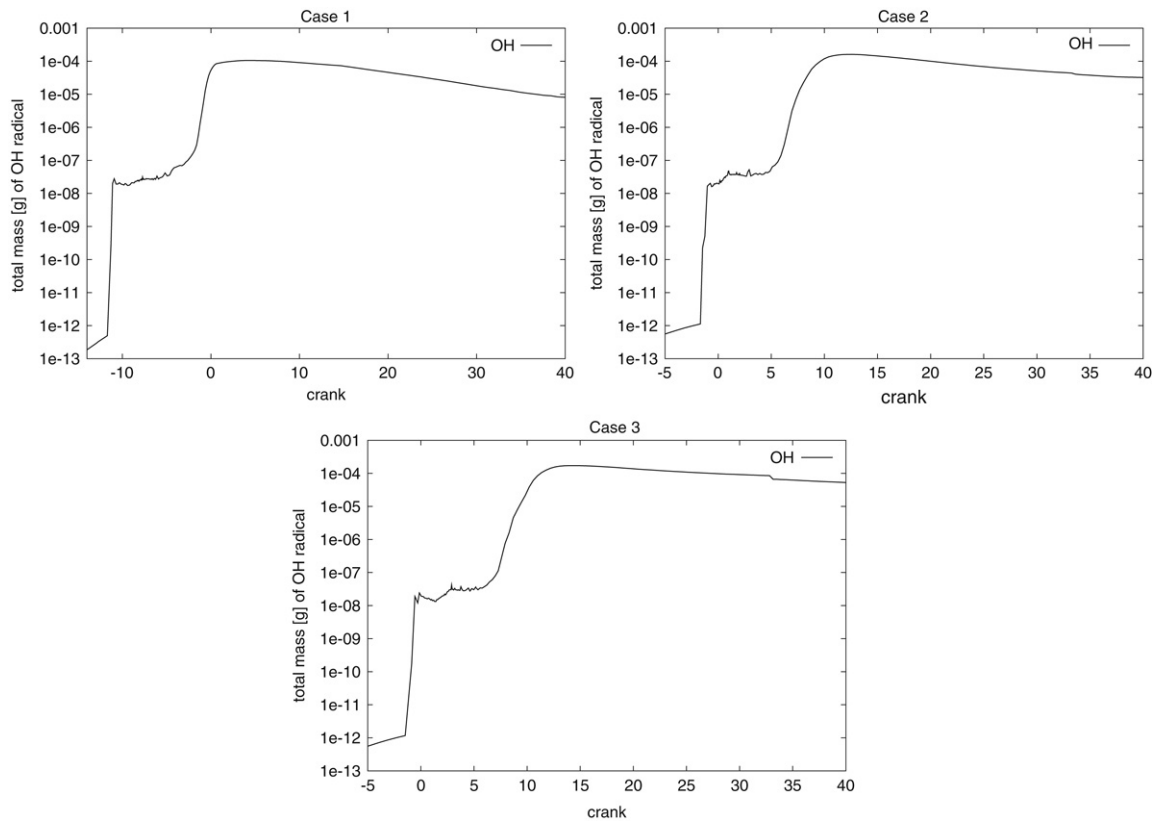 Case 1
0.001
1e-04
1e-05
1e-06
1e-07
1e-08
1e-09
1e-10
1e-11
1e-12
1e-13
total mass [g] of OH radical
OH
-10 0 10 20 30 40
crank
Case 2
0.001
1e-04
1e-05
1e-06
1e-07
1e-08
1e-09
1e-10
1e-11
1e-12
1e-13
total mass [g] of OH radical
OH
-5 0 5 10 15 20 25 30 35 40
crank
Case 3
0.001
1e-04
1e-05
1e-06
1e-07
1e-08
1e-09
1e-10
1e-11
1e-12
1e-13
total mass [g] of OH radical
OH
-5 0 5 10 15 20 25 30 35 40
crank